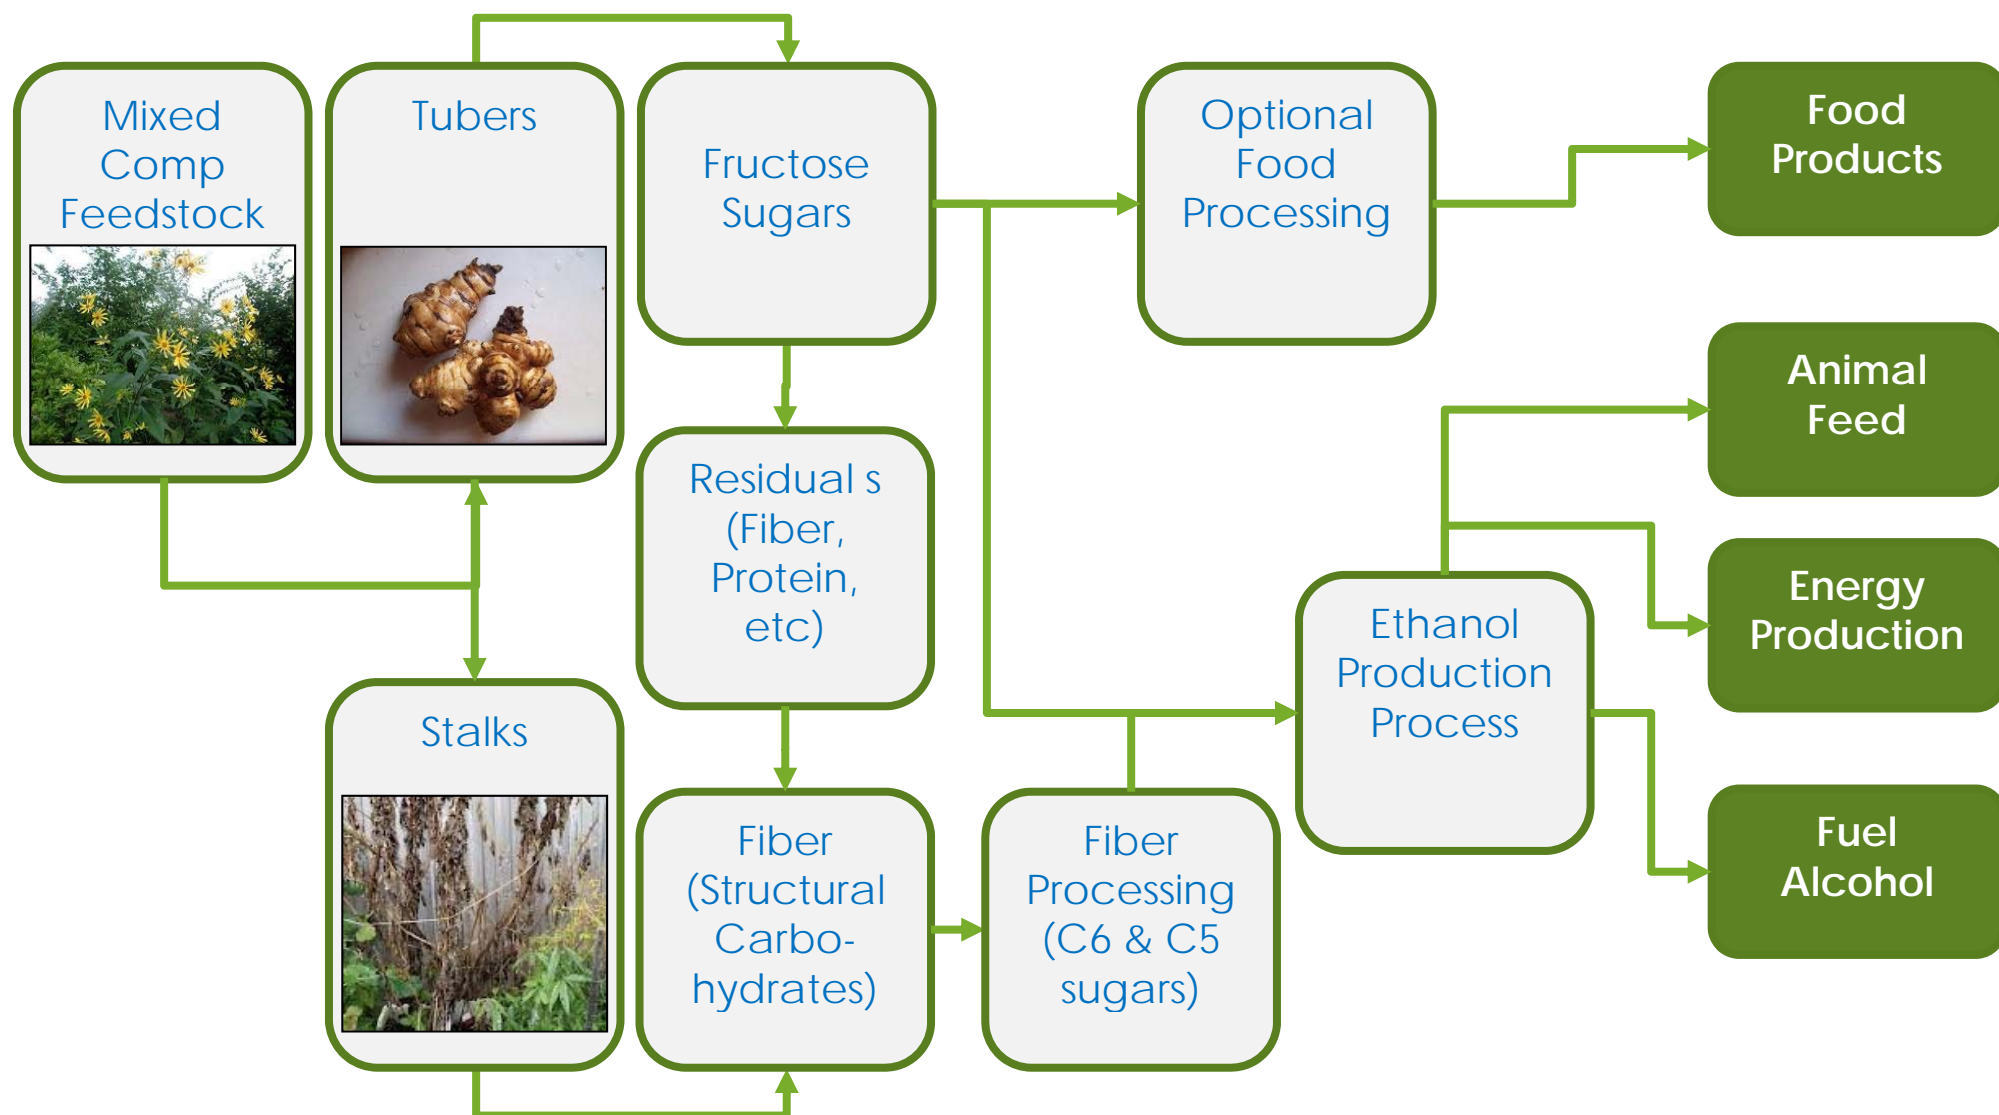 Mixed
Comp
Feedstock
Tubers
Fructose
Sugars
Optional
Food
Processing
Food
Products
Animal
Feed
Residual s
(Fiber,
Protein,
etc)
Energy
Production
Ethanol
Production
Process
Stalks
Fiber
(Structural
Carbo-
hydrates)
Fiber
Processing
(C6 & C5
sugars)
Fuel
Alcohol